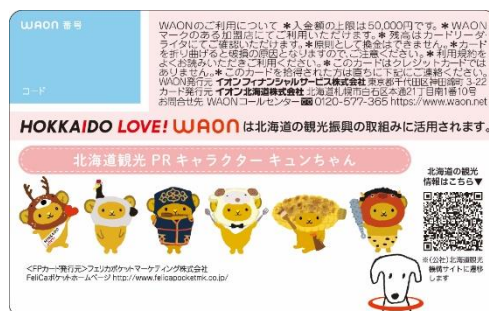 WAON 番号
コード
WAONのご利用について ＊入金額の上限は50,000円です。＊WAON
マークのある加盟店にてご利用いただけます。＊残高はカードリーダ
ライタにてご確認いただけます。＊原則として換金はできません。＊カード
を折り曲げると破損の原因となりますので、ご注意ください。＊利用規約を
よくお読みいただきご利用ください。＊このカードはクレジットカードでは
ありません。＊このカードを拾得された方は直ちに下記にご連絡ください。
WAON発行元 イオンフィナンシャルサービス株式会社 東京都千代田区神田錦町 3-22
カード発行元 イオン北海道株式会社 北海道札幌市白石区本通21丁目南1番10号
お問合せ先 WAONコールセンター 0120-577-365 https://www.waon.net
HOKKAIDO LOVE! WAON は北海道の観光振興の取組みに活用されます。
北海道観光 PRキャラクター キュンちゃん
北海道の観光
情報はこちら▼
<FPカード発行元>フェリカポケットマーケティング株式会社
FeliCaポケットホームページ http://www.felicapocketmk.co.jp/
※(公社)北海道観光
機構サイトに遷移
します